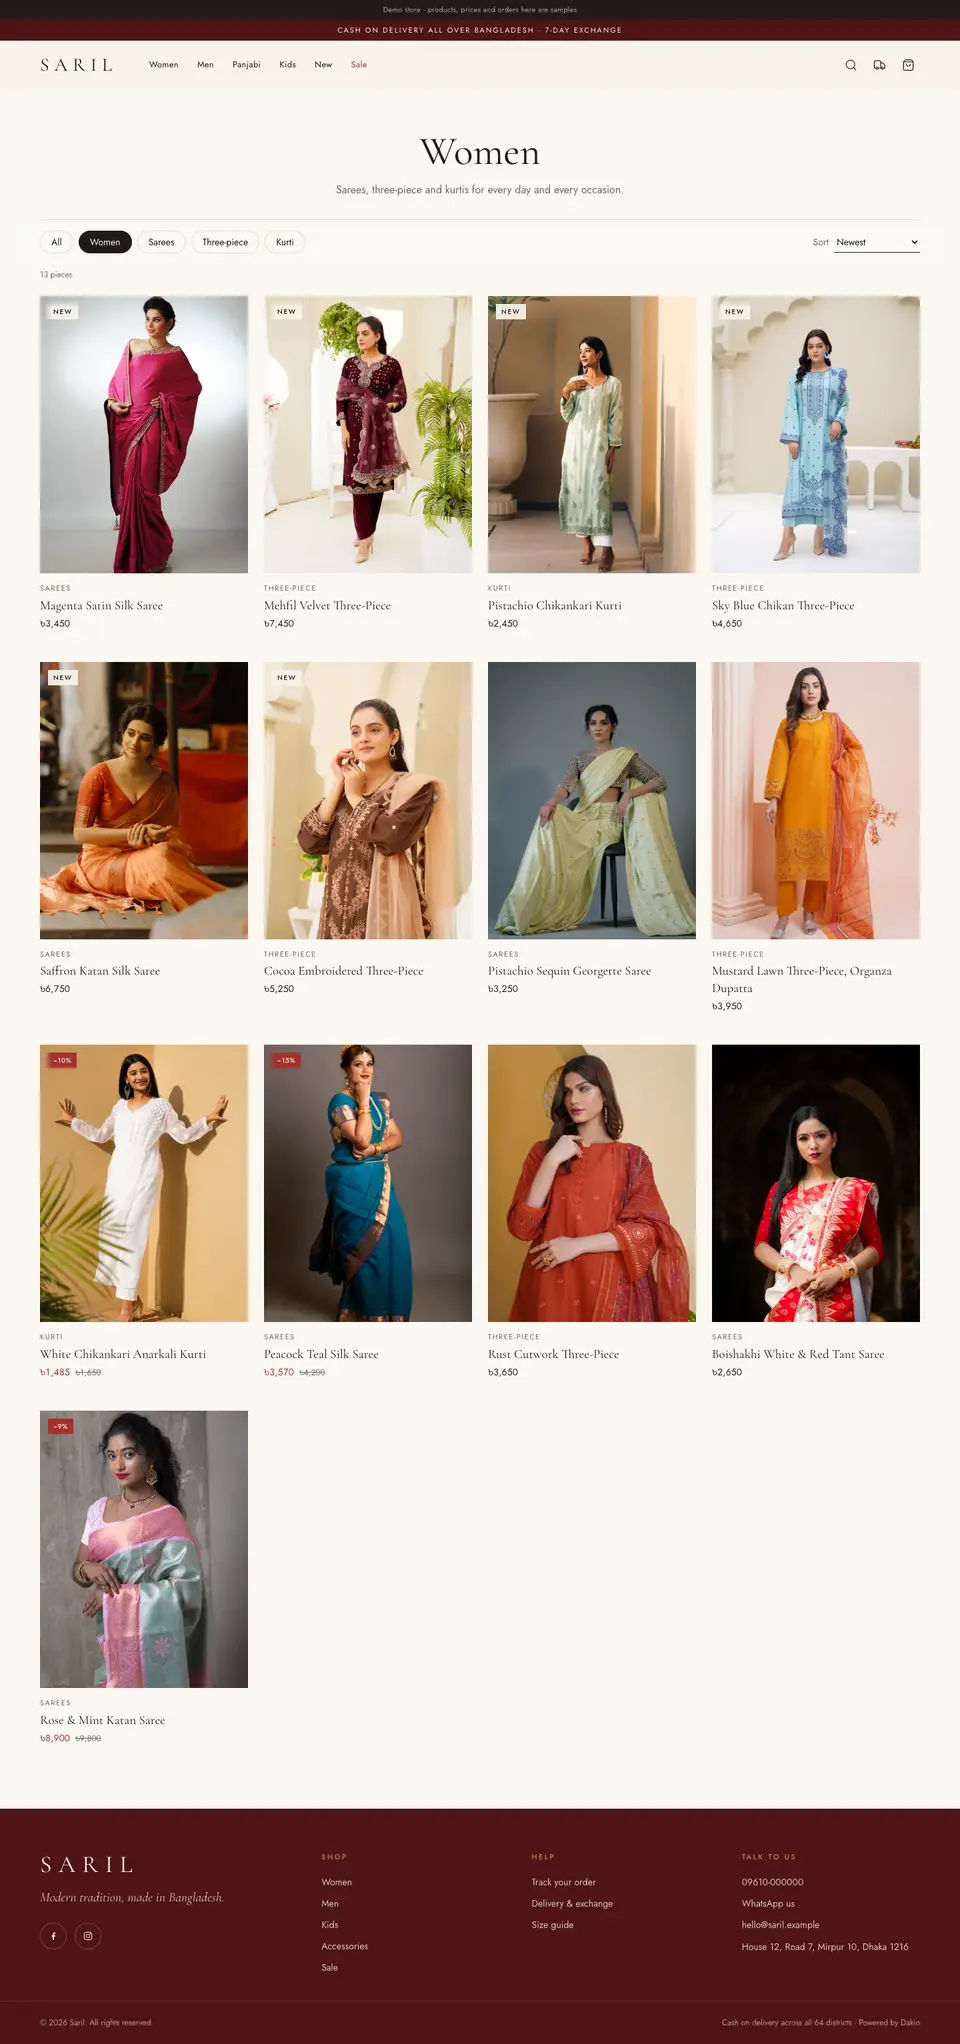 Demo store - products, prices and orders here are samples
CASH ON DELIVERY ALL OVER BANGLADESH · 7-DAY EXCHANGE
SARIL
Women Men Panjabi Kids New Sale
Women
Sarees, three-piece and kurtis for every day and every occasion.
All Women Sarees Three-piece Kurti Sort Newest
13 pieces
NEW NEW NEW NEW
SAREES THREE-PIECE KURTI THREE-PIECE
Magenta Satin Silk Saree Mehfil Velvet Three-Piece Pistachio Chikankari Kurti Sky Blue Chikan Three-Piece
৳3,450 ৳7,450 ৳2,450 ৳4,650
NEW NEW
SAREES THREE-PIECE SAREES THREE-PIECE
Saffron Katan Silk Saree Cocoa Embroidered Three-Piece Pistachio Sequin Georgette Saree Mustard Lawn Three-Piece, Organza
Dupatta
৳6,750 ৳5,250 ৳3,250 ৳3,950
−10% −15%
KURTI SAREES THREE-PIECE SAREES
White Chikankari Anarkali Kurti Peacock Teal Silk Saree Rust Cutwork Three-Piece Boishakhi White & Red Tant Saree
৳1,485 ৳1,650 ৳3,570 ৳4,200 ৳3,650 ৳2,650
−9%
SAREES
Rose & Mint Katan Saree
৳8,900 ৳9,800
SARIL
Modern tradition, made in Bangladesh.
SHOP
Women
Men
Kids
Accessories
Sale
HELP
Track your order
Delivery & exchange
Size guide
TALK TO US
09610-000000
WhatsApp us
hello@saril.example
House 12, Road 7, Mirpur 10, Dhaka 1216
© 2026 Saril. All rights reserved. Cash on delivery across all 64 districts · Powered by Dakio